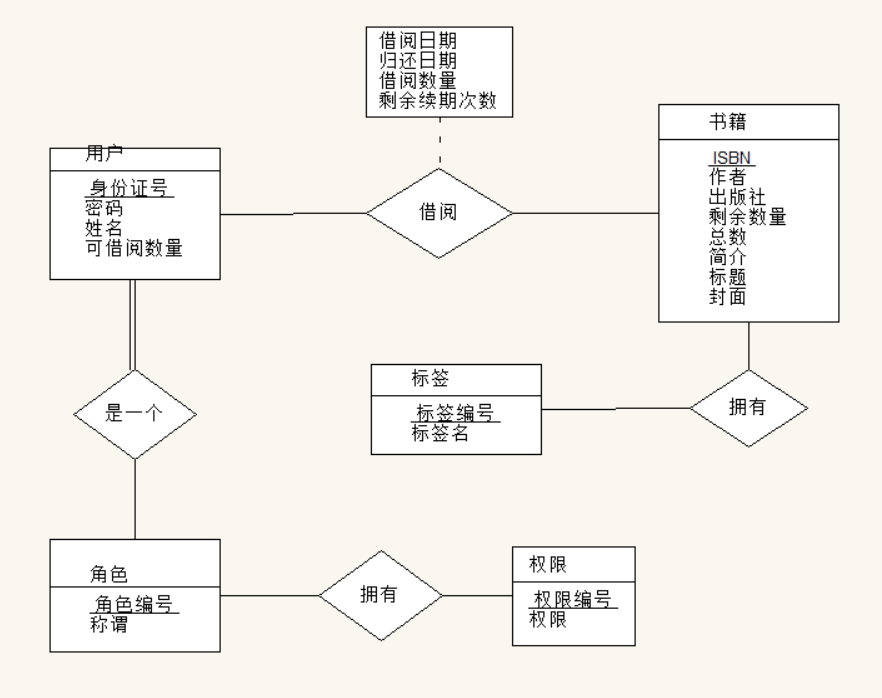 借阅日期
归还日期
借阅数量
剩余续期次数
用户
身份证号
密码
姓名
可借阅数量
借阅
书籍
ISBN
作者
出版社
剩余数量
总数
简介
标题
封面
是一个
标签
标签编号
标签名
拥有
角色
角色编号
称谓
拥有
权限
权限编号
权限